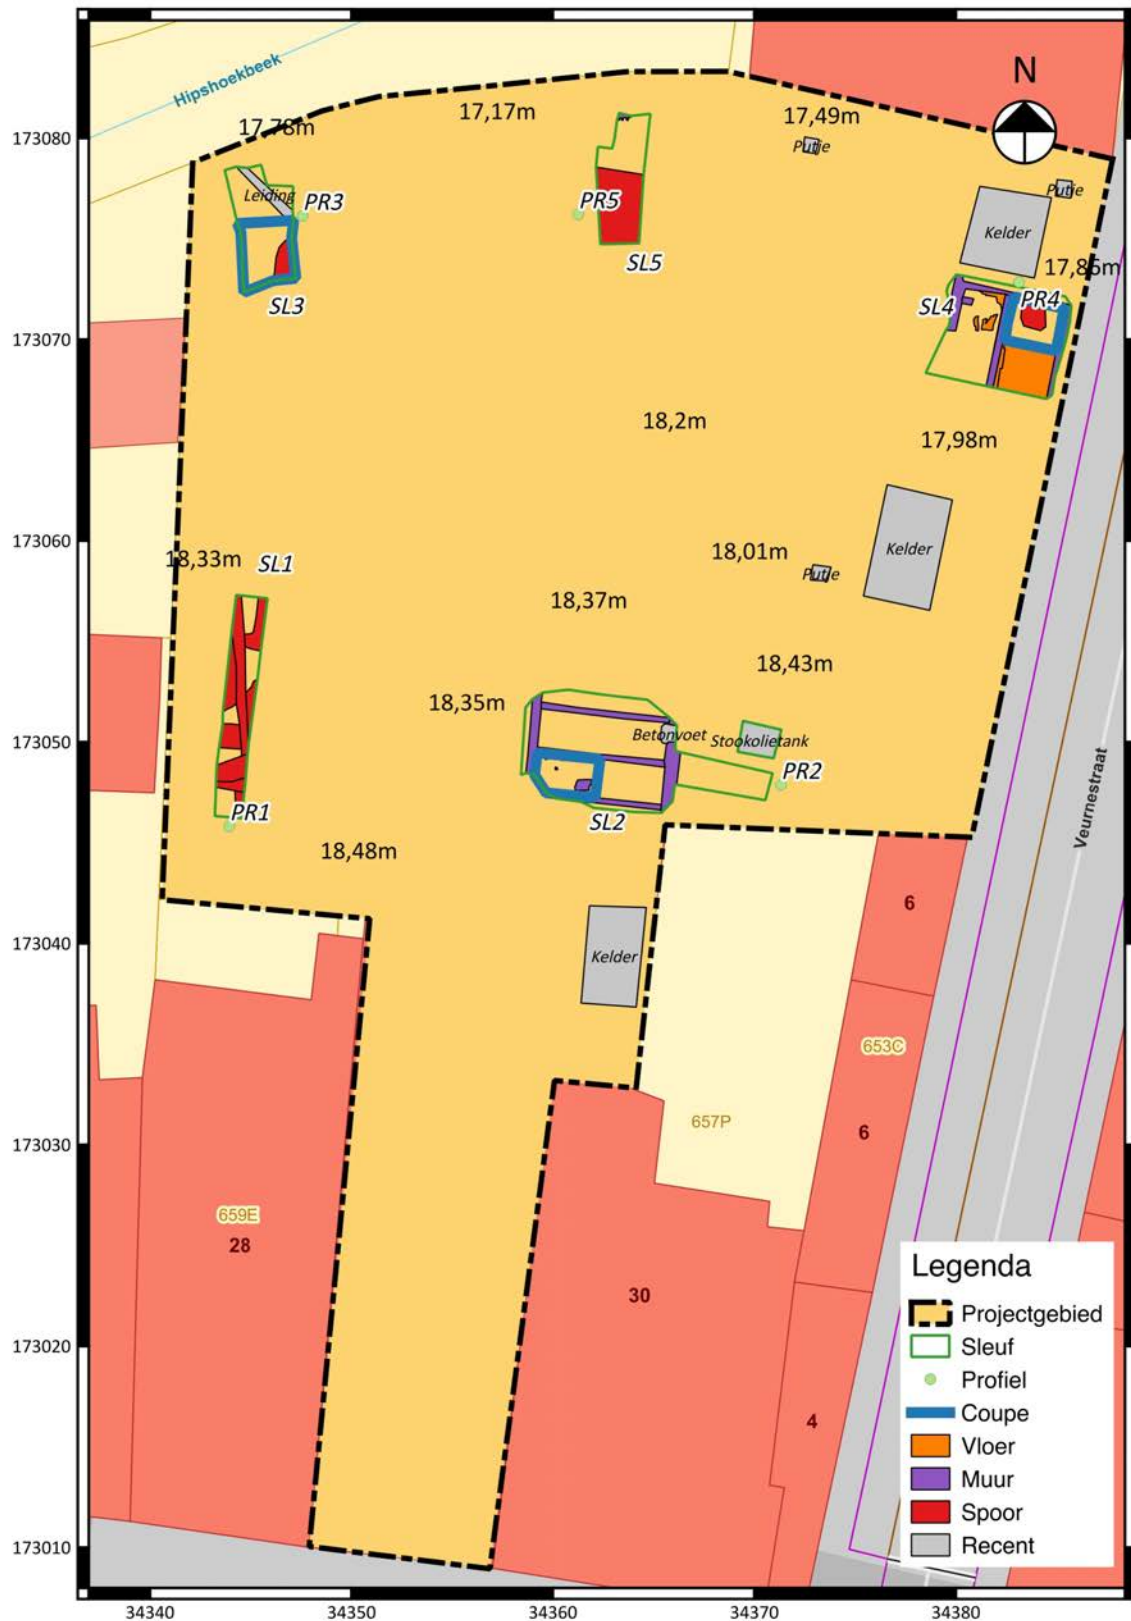 Hipshoekbeek
N
17,17m
17,49m
17,78m
Putje
Leiding
PR3
PR5
Putje
Kelder
SL5
17,85m
SL3
SL4
PR4
18,2m
17,98m
18,33m
SL1
18,01m
Kelder
Putje
18,37m
18,43m
18,35m
Betonvoet
Stookolietank
PR2
SL2
PR1
18,48m
Veurnestraat
6
Kelder
653C
657P
6
659E
28
30
4
Legenda
Projectgebied
Sleuf
Profiel
Coupe
Vloer
Muur
Spoor
Recent
173080
173070
173060
173050
173040
173030
173020
173010
34340
34350
34360
34370
34380